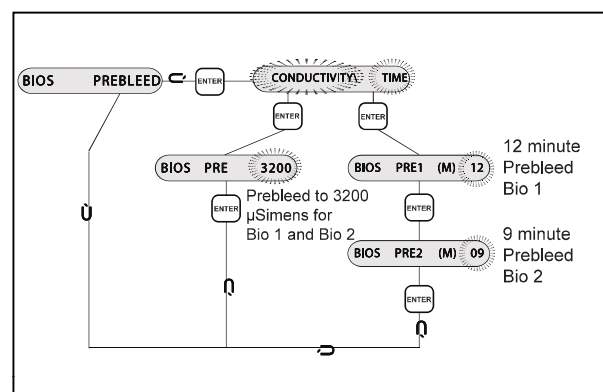 BIOS PREBLEED
ENTER
CONDUCTIVITY\ TIME
ENTER
ENTER
BIOS PRE 3200
Prebleed to 3200
µSimens for
Bio 1 and Bio 2
ENTER
BIOS PRE1 (M) 12
12 minute
Prebleed
Bio 1
ENTER
BIOS PRE2 (M) 09
9 minute
Prebleed
Bio 2
ENTER